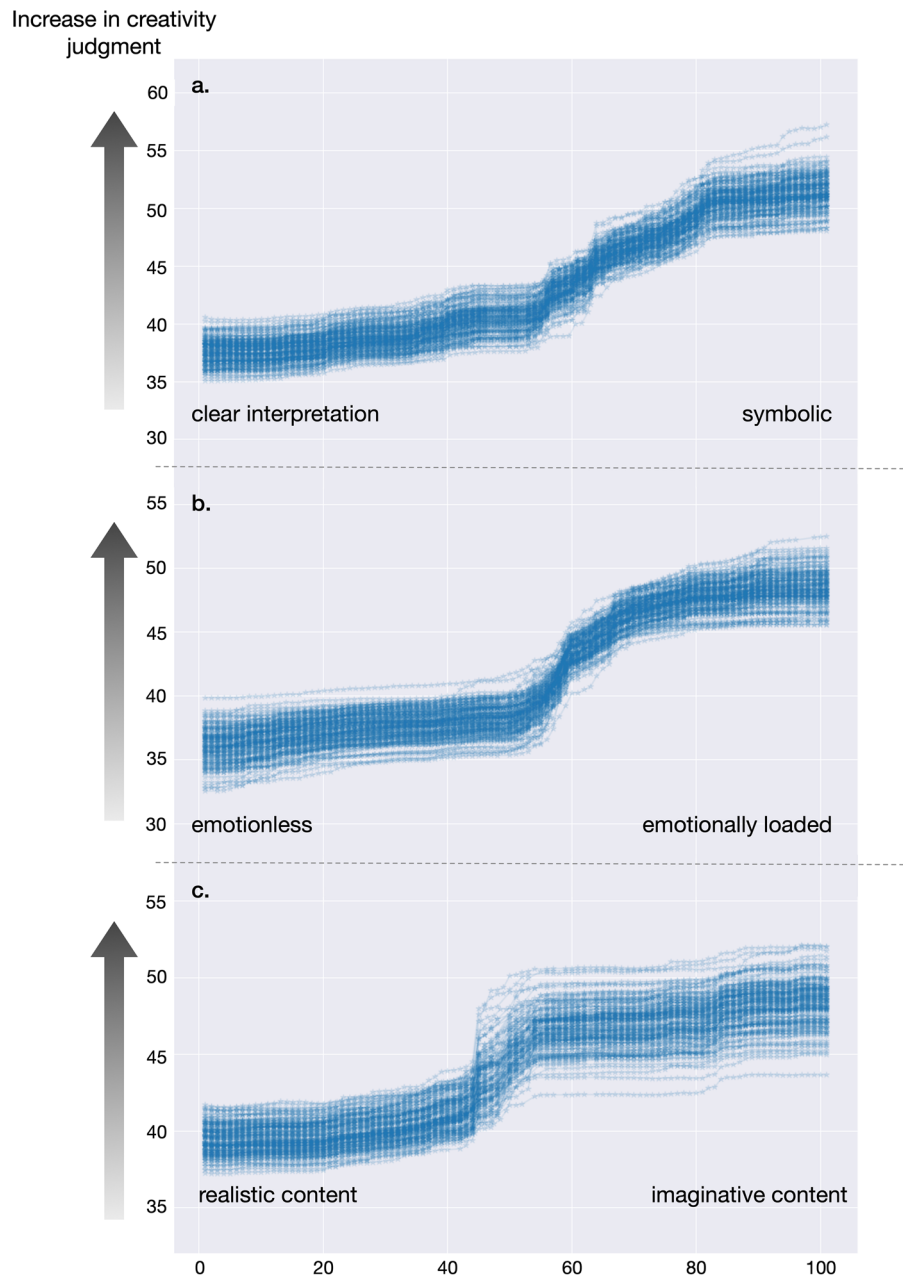 Increase in creativity
judgment
a.
60
55
50
45
40
35
clear interpretation symbolic
30
b.
55
50
45
40
35
30
emotionless emotionally loaded
c.
55
50
45
40
realistic content imaginative content
35
0 20 40 60 80 100